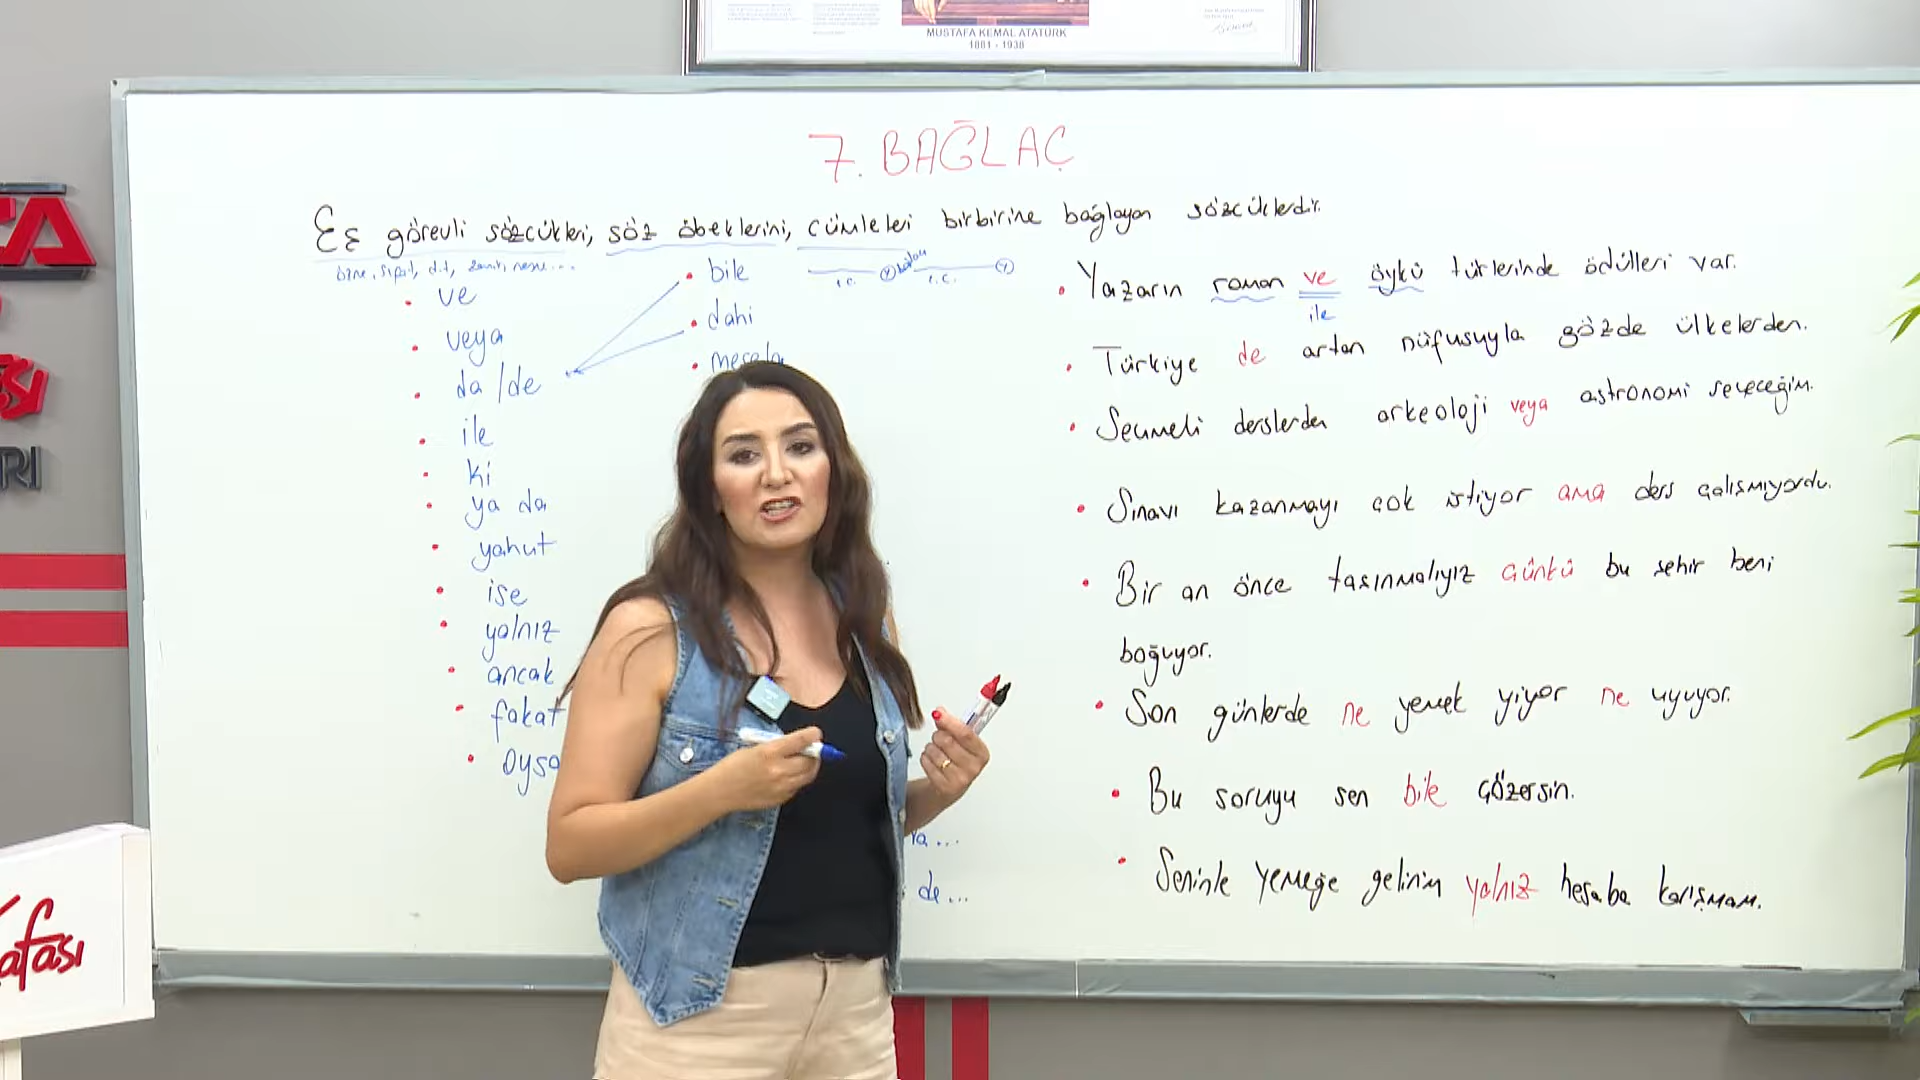 MUSTAFA KEMAL ATATÜRK
1881 - 1938
7. BAĞLAÇ
Eş görevli sözcükleri, söz öbeklerini, cümleleri birbirine bağlayan sözcüklerdir.
• ve
• veya
• da/de
• ile
• ki
• ya da
• yahut
• ise
• yalnız
• ancak
• fakat
• oysa
• bile
• dahi
• mesela
ya...
de...
• Yazarın roman ve öykü türlerinde ödülleri var.
ile
• Türkiye de artan nüfusuyla gözde ülkelerden.
• Seçmeli derslerden arkeoloji veya astronomi seçeceğim.
• Sınavı kazanmayı çok istiyor ama ders çalışmıyordu.
• Bir an önce taşınmalıyız çünkü bu şehir beni
boğuyor.
• Son günlerde ne yemek yiyor ne uyuyor.
• Bu soruyu sen bile çözersin.
• Seninle yemeğe gelirim yalnız hesaba karışmam.
afası